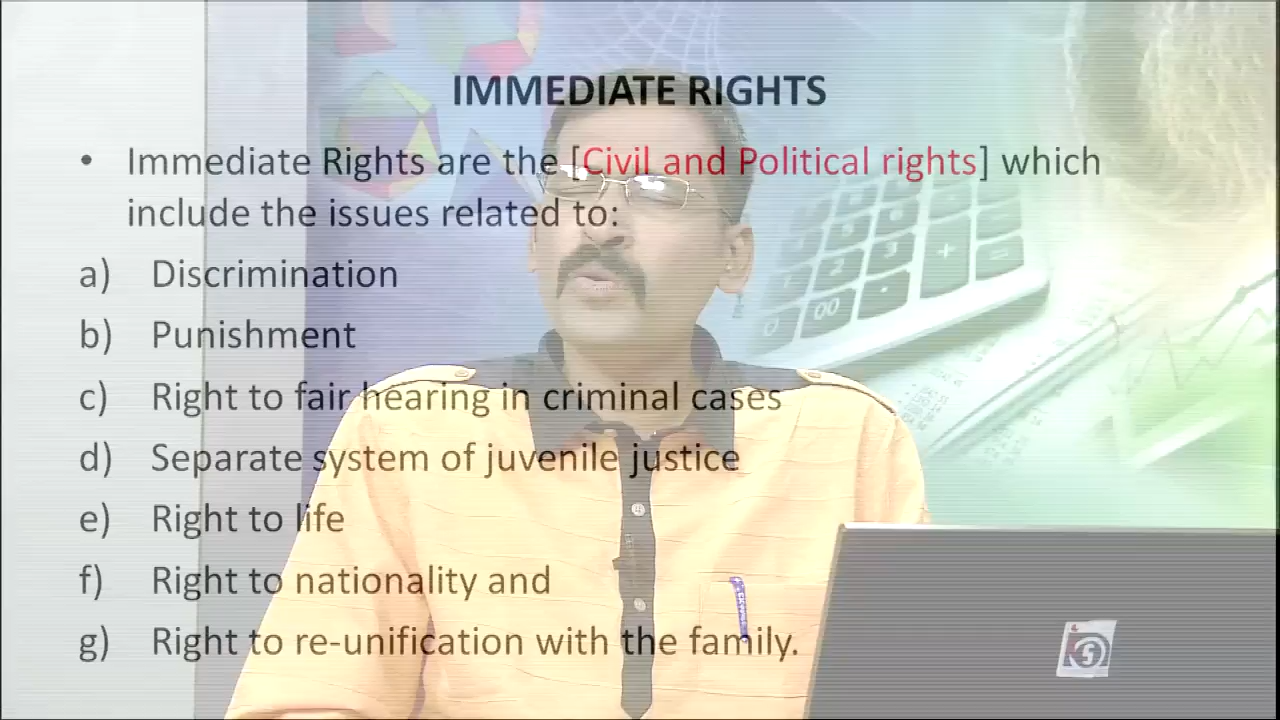 IMMEDIATE RIGHTS
• Immediate Rights are the [Civil and Political rights] which
include the issues related to:
a) Discrimination
b) Punishment
c) Right to fair hearing in criminal cases
d) Separate system of juvenile justice
e) Right to life
f) Right to nationality and
g) Right to re-unification with the family.
00
5